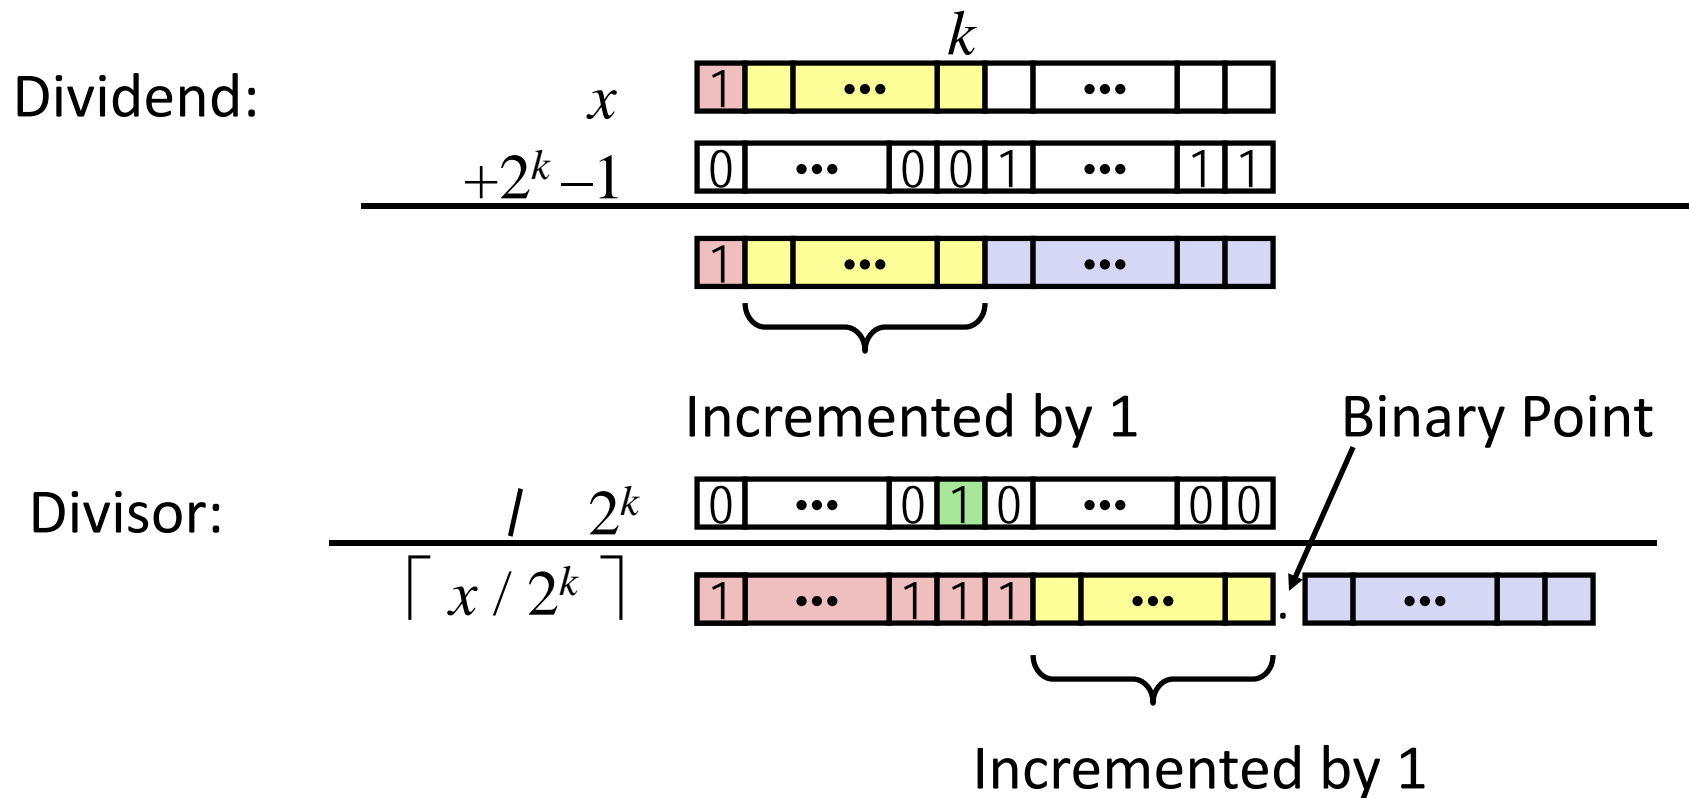 k
Dividend: x 1 ••• •••
+2^k –1 0 ••• 0 0 1 ••• 1 1
1 ••• •••
Incremented by 1 Binary Point
Divisor: / 2^k 0 ••• 0 1 0 ••• 0 0
⌈ x / 2^k ⌉ 1 ••• 1 1 1 ••• . •••
Incremented by 1